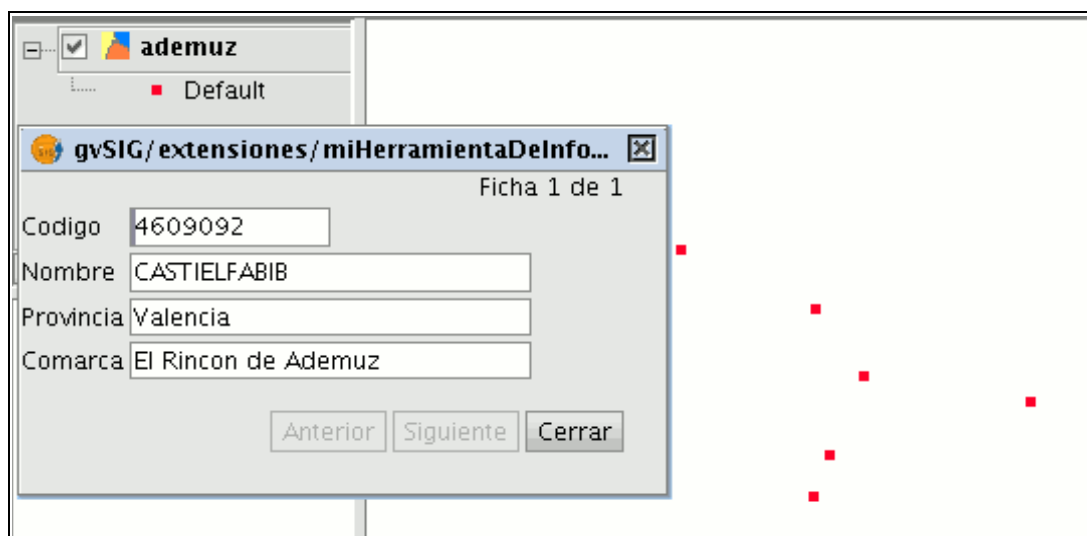 ademuz
Default
gvSIG/extensiones/miHerramientaDeInfo...
Ficha 1 de 1
Codigo 4609092
Nombre CASTIELFABIB
Provincia Valencia
Comarca El Rincon de Ademuz
Anterior Siguiente Cerrar